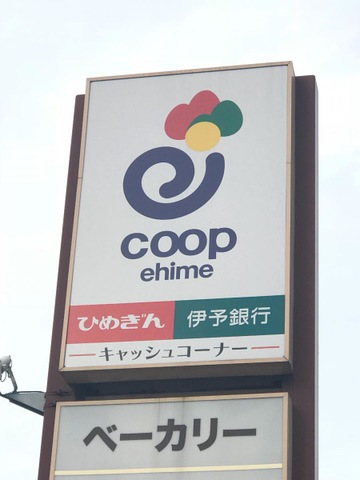 coop
ehime
ひめぎん 伊予銀行
キャッシュコーナー
ベーカリー